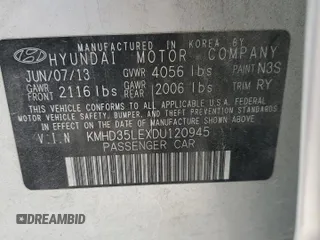 MANUFACTURED IN KOREA BY
HYUNDAI MOTOR COMPANY
JUN/07/13 GVWR 4056 lbs PAINT N3S
GAWR FRONT 2116 lbs GAWR REAR 2006 lbs TRIM RY
THIS VEHICLE CONFORMS TO ALL APPLICABLE
U.S. FEDERAL MOTOR VEHICLE SAFETY,
BUMPER, AND THEFT PREVENTION STANDARDS
IN EFFECT ON THE DATE OF MANUFACTURE SHOWN ABOVE.
V.I.N KMHD35LEXDU120945
PASSENGER CAR
DREAMBID
DREAMBID.COM